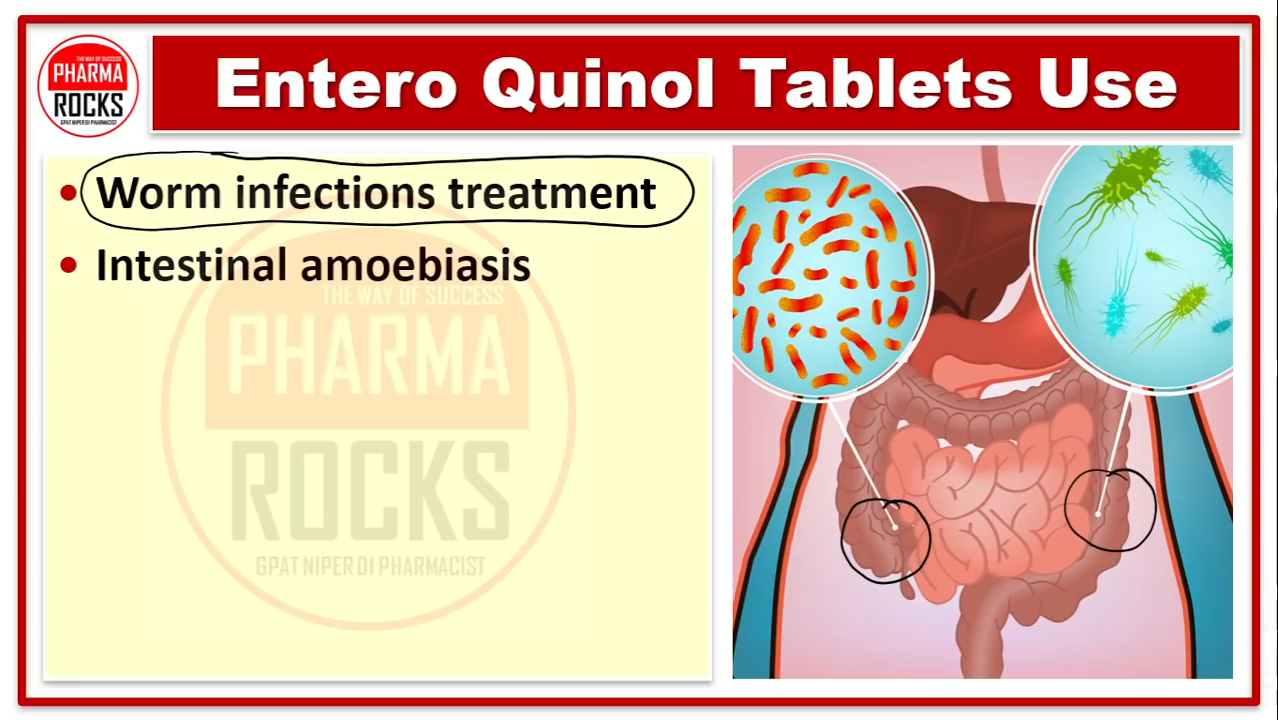 THE WAY OF SUCCESS
PHARMA
ROCKS
GPAT NIPER DI PHARMACIST
Entero Quinol Tablets Use
• Worm infections treatment
• Intestinal amoebiasis
THE WAY OF SUCCESS
PHARMA
ROCKS
GPAT NIPER DI PHARMACIST